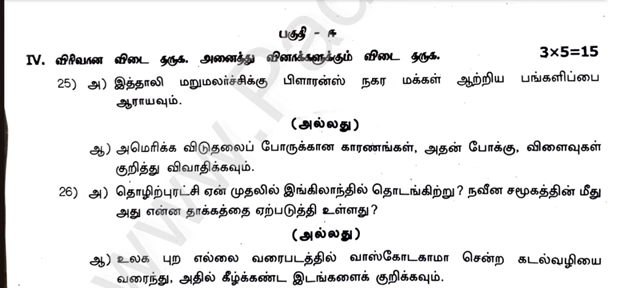 பகுதி - ஈ
IV. விரிவான விடை தருக. அனைத்து வினாக்களுக்கும் விடை தருக. 3×5=15
25) அ) இத்தாலி மறுமலர்ச்சிக்கு பிளாரன்ஸ் நகர மக்கள் ஆற்றிய பங்களிப்பை
ஆராயவும்.
(அல்லது)
ஆ) அமெரிக்க விடுதலைப் போருக்கான காரணங்கள், அதன் போக்கு, விளைவுகள்
குறித்து விவாதிக்கவும்.
26) அ) தொழிற்புரட்சி ஏன் முதலில் இங்கிலாந்தில் தொடங்கிற்று? நவீன சமூகத்தின் மீது
அது என்ன தாக்கத்தை ஏற்படுத்தி உள்ளது?
(அல்லது)
ஆ) உலக புற எல்லை வரைபடத்தில் வாஸ்கோடகாமா சென்ற கடல்வழியை
வரைந்து, அதில் கீழ்க்கண்ட இடங்களைக் குறிக்கவும்.
www.Pad